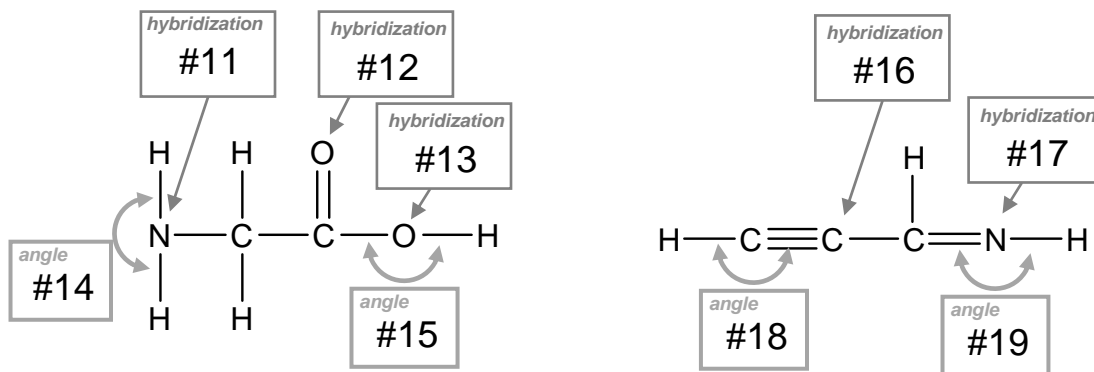 hybridization
#11
hybridization
#12
hybridization
#13
hybridization
#16
hybridization
#17
H H O
N C C O H
H H
angle
#14
angle
#15
H
H C C C N H
angle
#18
angle
#19